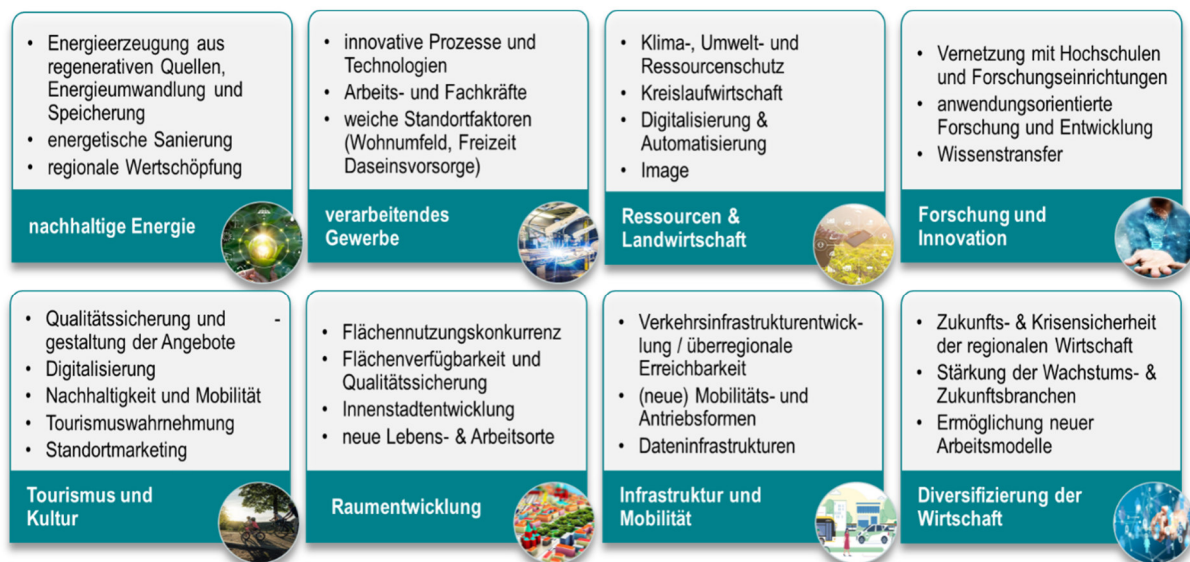 • Energieerzeugung aus
regenerativen Quellen,
Energieumwandlung und
Speicherung
• energetische Sanierung
• regionale Wertschöpfung
nachhaltige Energie
• innovative Prozesse und
Technologien
• Arbeits- und Fachkräfte
• weiche Standortfaktoren
(Wohnumfeld, Freizeit
Daseinsvorsorge)
verarbeitendes
Gewerbe
• Klima-, Umwelt- und
Ressourcenschutz
• Kreislaufwirtschaft
• Digitalisierung &
Automatisierung
• Image
Ressourcen &
Landwirtschaft
• Vernetzung mit Hochschulen
und Forschungseinrichtungen
• anwendungsorientierte
Forschung und Entwicklung
• Wissenstransfer
Forschung und
Innovation
• Qualitätssicherung und -
gestaltung der Angebote
• Digitalisierung
• Nachhaltigkeit und Mobilität
• Tourismuswahrnehmung
• Standortmarketing
Tourismus und
Kultur
• Flächennutzungskonkurrenz
• Flächenverfügbarkeit und
Qualitätssicherung
• Innenstadtentwicklung
• neue Lebens- & Arbeitsorte
Raumentwicklung
• Verkehrsinfrastrukturentwick-
lung / überregionale
Erreichbarkeit
• (neue) Mobilitäts- und
Antriebsformen
• Dateninfrastrukturen
Infrastruktur und
Mobilität
• Zukunfts- & Krisensicherheit
der regionalen Wirtschaft
• Stärkung der Wachstums- &
Zukunftsbranchen
• Ermöglichung neuer
Arbeitsmodelle
Diversifizierung der
Wirtschaft